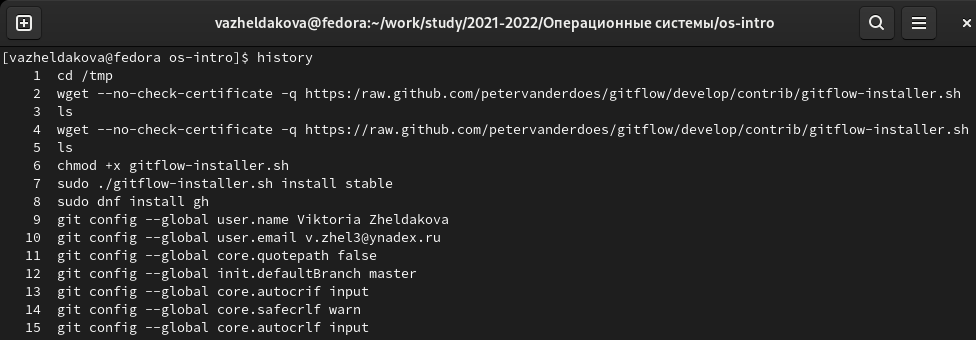 vazheldakova@fedora:~/work/study/2021-2022/Операционные системы/os-intro
[vazheldakova@fedora os-intro]$ history
1 cd /tmp
2 wget --no-check-certificate -q https:/raw.github.com/petervanderdoes/gitflow/develop/contrib/gitflow-installer.sh
3 ls
4 wget --no-check-certificate -q https://raw.github.com/petervanderdoes/gitflow/develop/contrib/gitflow-installer.sh
5 ls
6 chmod +x gitflow-installer.sh
7 sudo ./gitflow-installer.sh install stable
8 sudo dnf install gh
9 git config --global user.name Viktoria Zheldakova
10 git config --global user.email v.zhel3@ynadex.ru
11 git config --global core.quotepath false
12 git config --global init.defaultBranch master
13 git config --global core.autocrif input
14 git config --global core.safecrlf warn
15 git config --global core.autocrlf input